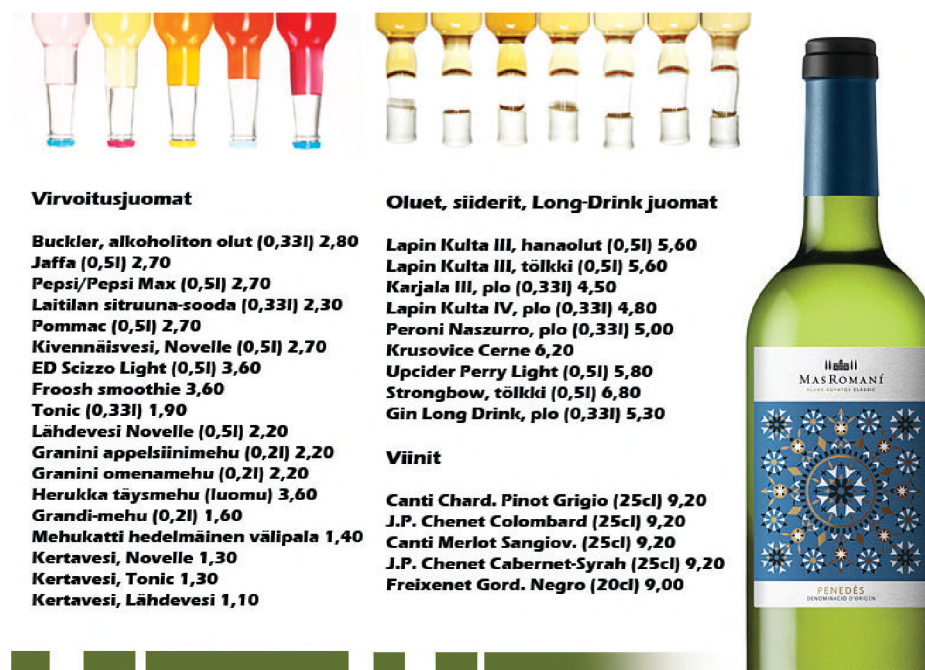 Virvoitusjuomat
Buckler, alkoholiton olut (0,33l) 2,80
Jaffa (0,5l) 2,70
Pepsi/Pepsi Max (0,5l) 2,70
Laitilan sitruuna-sooda (0,33l) 2,30
Pommac (0,5l) 2,70
Kivennäisvesi, Novelle (0,5l) 2,70
ED Scizzo Light (0,5l) 3,60
Froosh smoothie 3,60
Tonic (0,33l) 1,90
Lähdevesi Novelle (0,5l) 2,20
Granini appelsiinimehu (0,2l) 2,20
Granini omenamehu (0,2l) 2,20
Herukka täysmehu (luomu) 3,60
Grandi-mehu (0,2l) 1,60
Mehukatti hedelmäinen välipala 1,40
Kertavesi, Novelle 1,30
Kertavesi, Tonic 1,30
Kertavesi, Lähdevesi 1,10
Oluet, siiderit, Long-Drink juomat
Lapin Kulta III, hanaolut (0,5l) 5,60
Lapin Kulta III, tölkki (0,5l) 5,60
Karjala III, plo (0,33l) 4,50
Lapin Kulta IV, plo (0,33l) 4,80
Peroni Naszurro, plo (0,33l) 5,00
Krusovice Cerne 6,20
Upcider Perry Light (0,5l) 5,80
Strongbow, tölkki (0,5l) 6,80
Gin Long Drink, plo (0,33l) 5,30
Viinit
Canti Chard. Pinot Grigio (25cl) 9,20
J.P. Chenet Colombard (25cl) 9,20
Canti Merlot Sangiov. (25cl) 9,20
J.P. Chenet Cabernet-Syrah (25cl) 9,20
Freixenet Gord. Negro (20cl) 9,00
MASROMANÍ
BLANC CUPATGE CLÀSSIC
PENEDÈS
DENOMINACIÓ D'ORIGEN